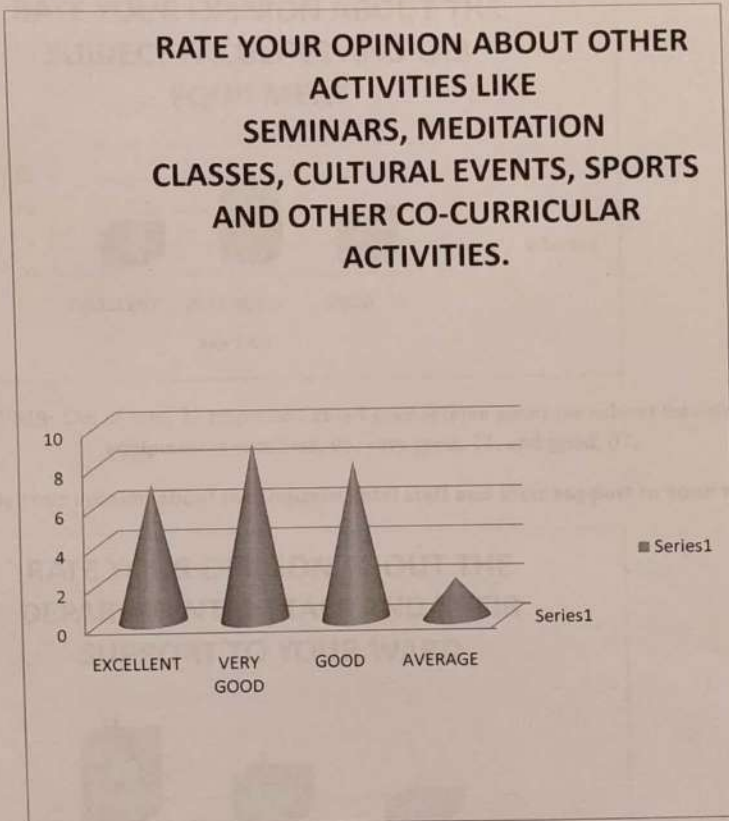 RATE YOUR OPINION ABOUT OTHER
ACTIVITIES LIKE
SEMINARS, MEDITATION
CLASSES, CULTURAL EVENTS, SPORTS
AND OTHER CO-CURRICULAR
ACTIVITIES.
10
8
6
4
2
0
EXCELLENT
VERY
GOOD
GOOD
AVERAGE
Series1
Series1